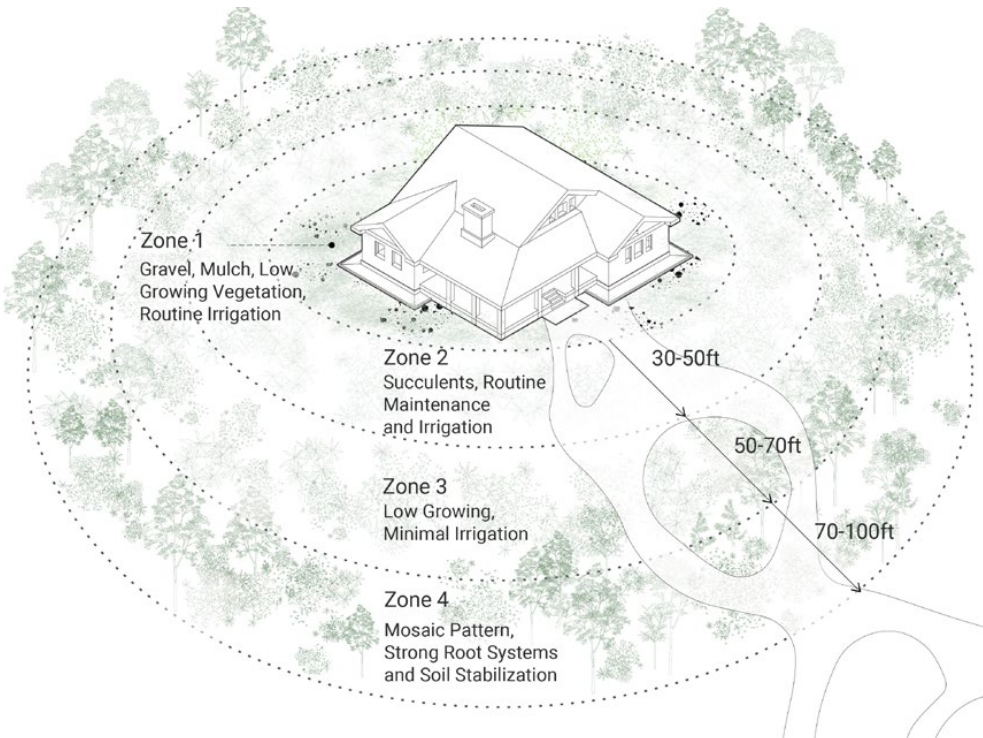 Zone 1
Gravel, Mulch, Low
Growing Vegetation,
Routine Irrigation
Zone 2
Succulents, Routine
Maintenance
and Irrigation
30-50ft
50-70ft
Zone 3
Low Growing,
Minimal Irrigation
70-100ft
Zone 4
Mosaic Pattern,
Strong Root Systems
and Soil Stabilization